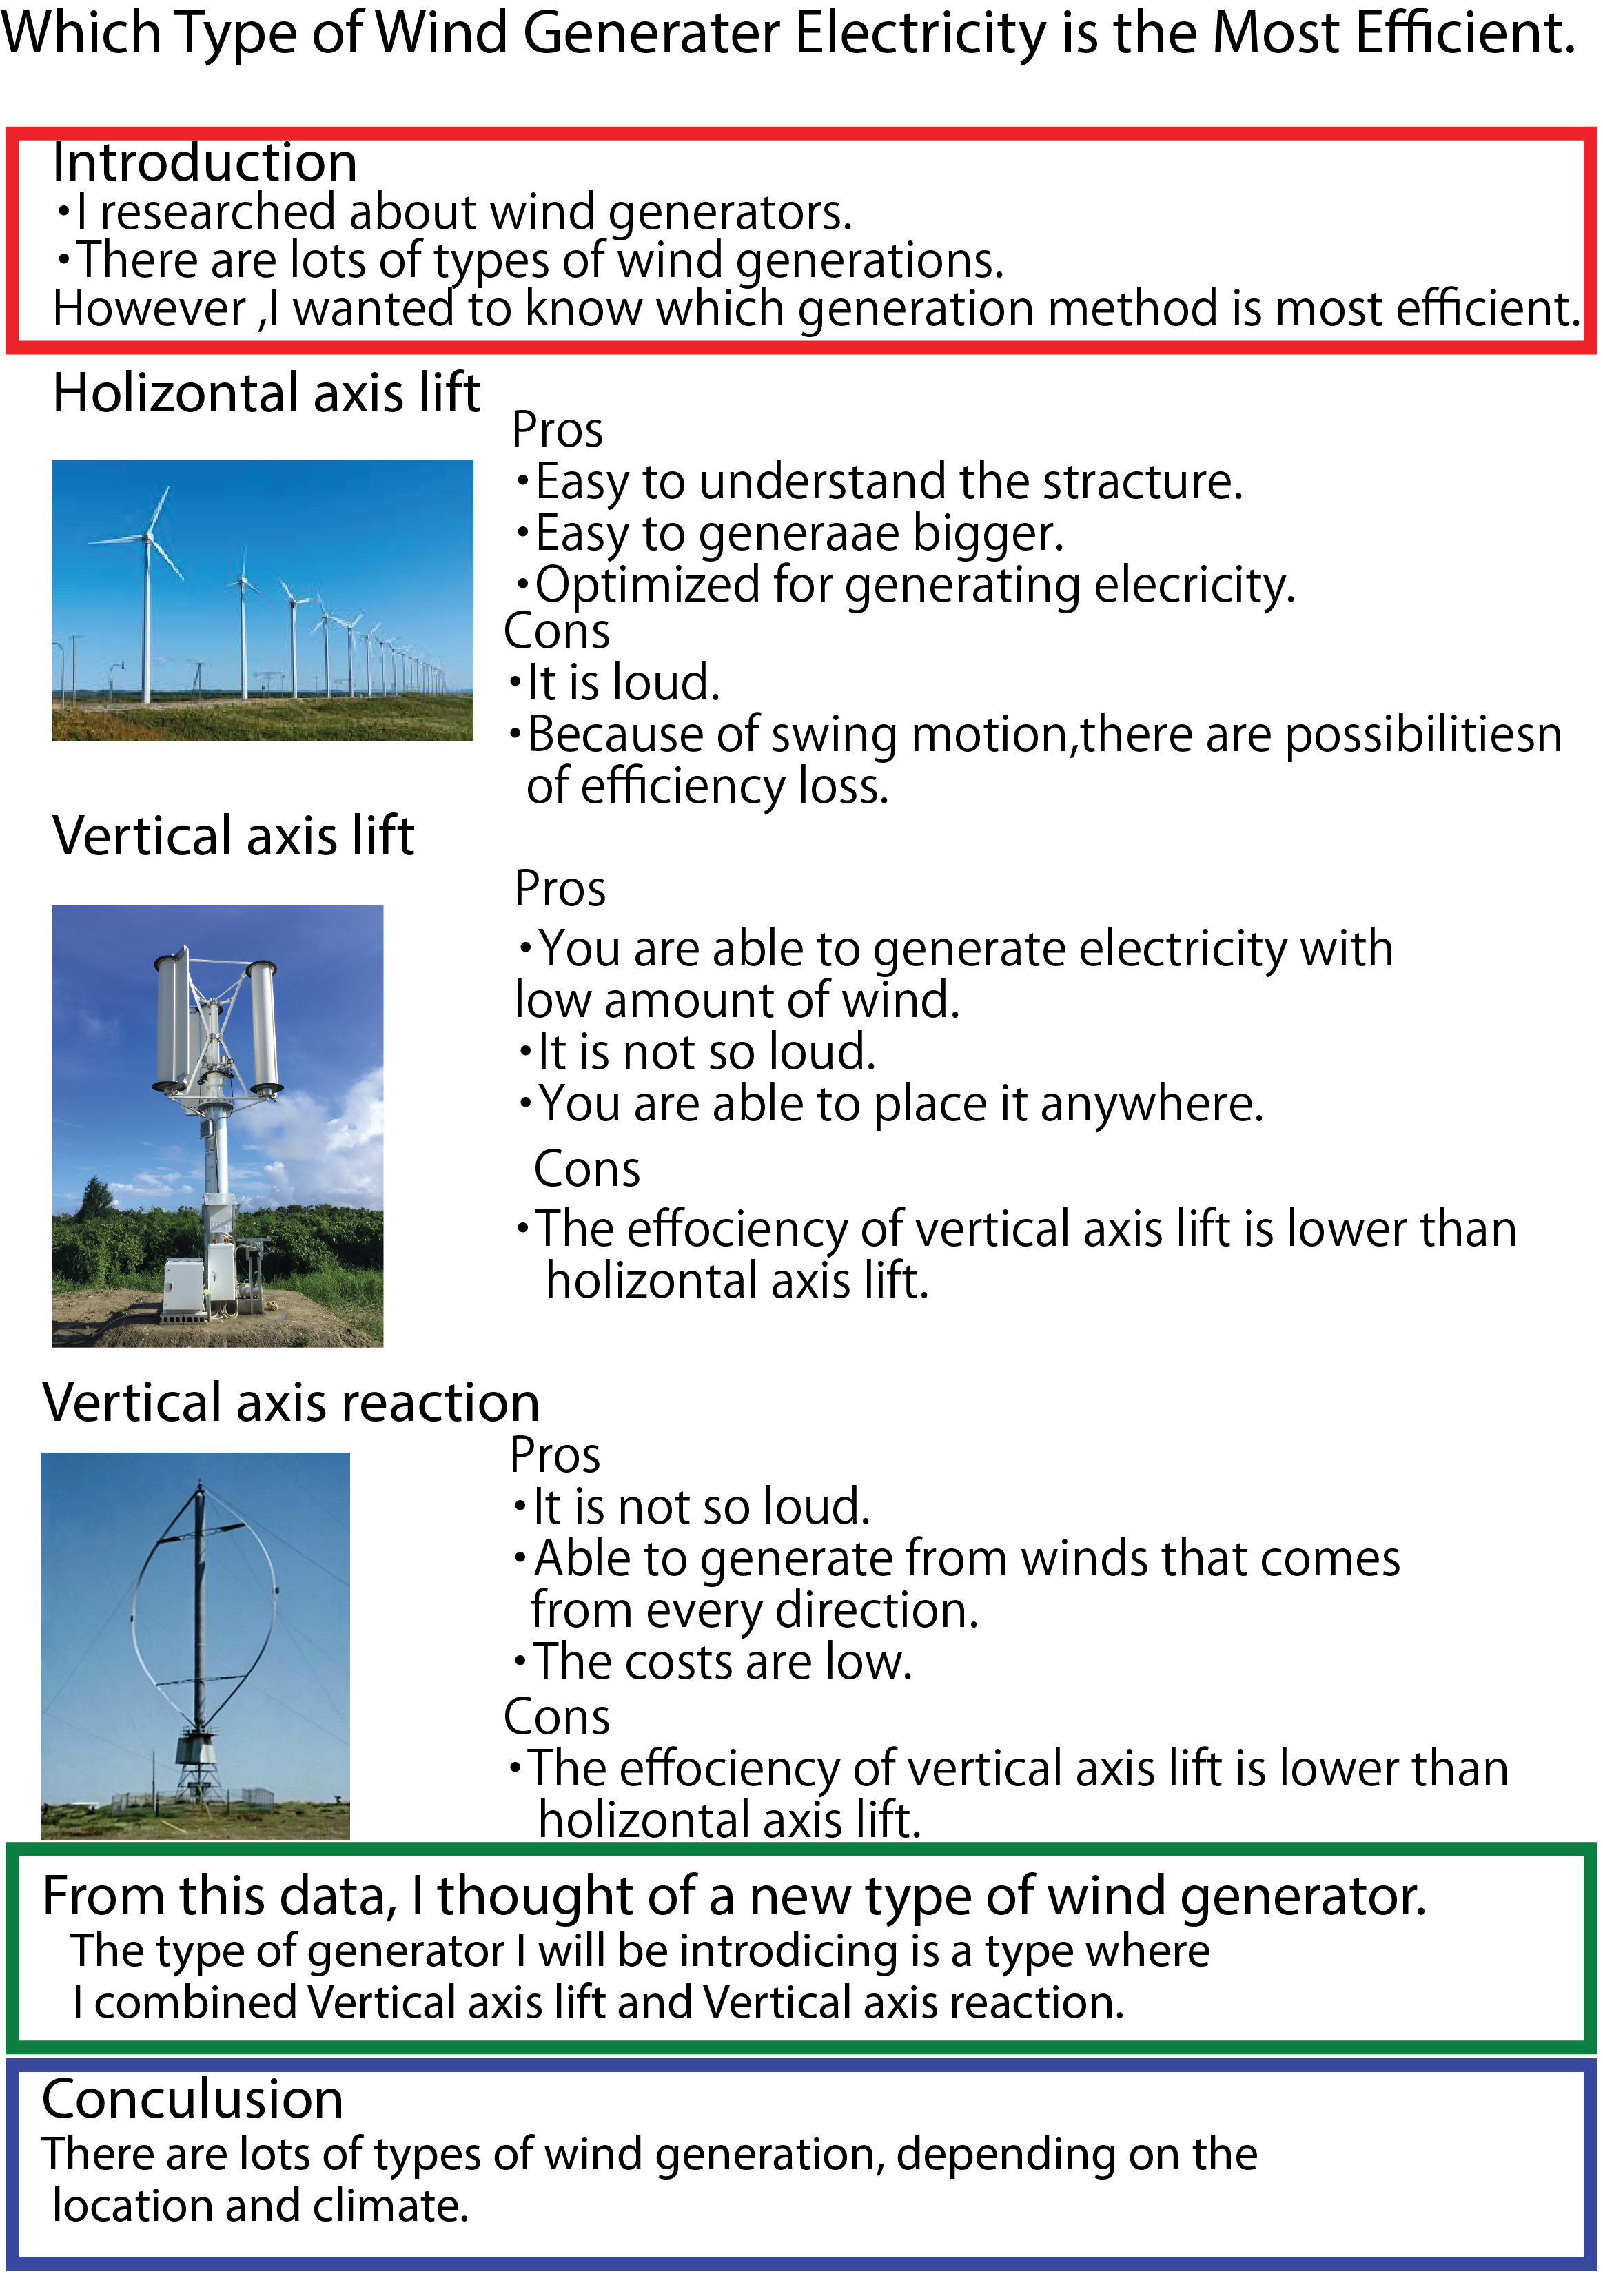 Which Type of Wind Generater Electricity is the Most Efficient.
Introduction
・I researched about wind generators.
・There are lots of types of wind generations.
However ,I wanted to know which generation method is most efficient.
Holizontal axis lift
Pros
・Easy to understand the stracture.
・Easy to generaae bigger.
・Optimized for generating elecricity.
Cons
・It is loud.
・Because of swing motion,there are possibilitiesn
of efficiency loss.
Vertical axis lift
Pros
・You are able to generate electricity with
low amount of wind.
・It is not so loud.
・You are able to place it anywhere.
Cons
・The effociency of vertical axis lift is lower than
holizontal axis lift.
Vertical axis reaction
Pros
・It is not so loud.
・Able to generate from winds that comes
from every direction.
・The costs are low.
Cons
・The effociency of vertical axis lift is lower than
holizontal axis lift.
From this data, I thought of a new type of wind generator.
The type of generator I will be introdicing is a type where
I combined Vertical axis lift and Vertical axis reaction.
Conculusion
There are lots of types of wind generation, depending on the
location and climate.